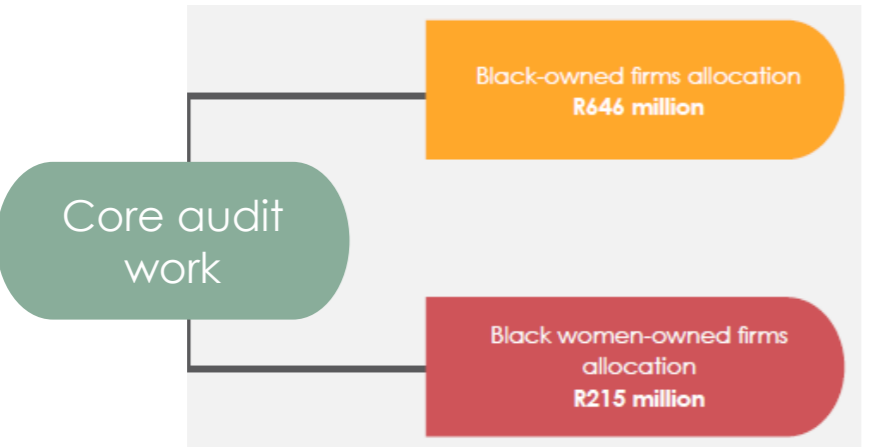 Black-owned firms allocation
R646 million
Core audit
work
Black women-owned firms
allocation
R215 million